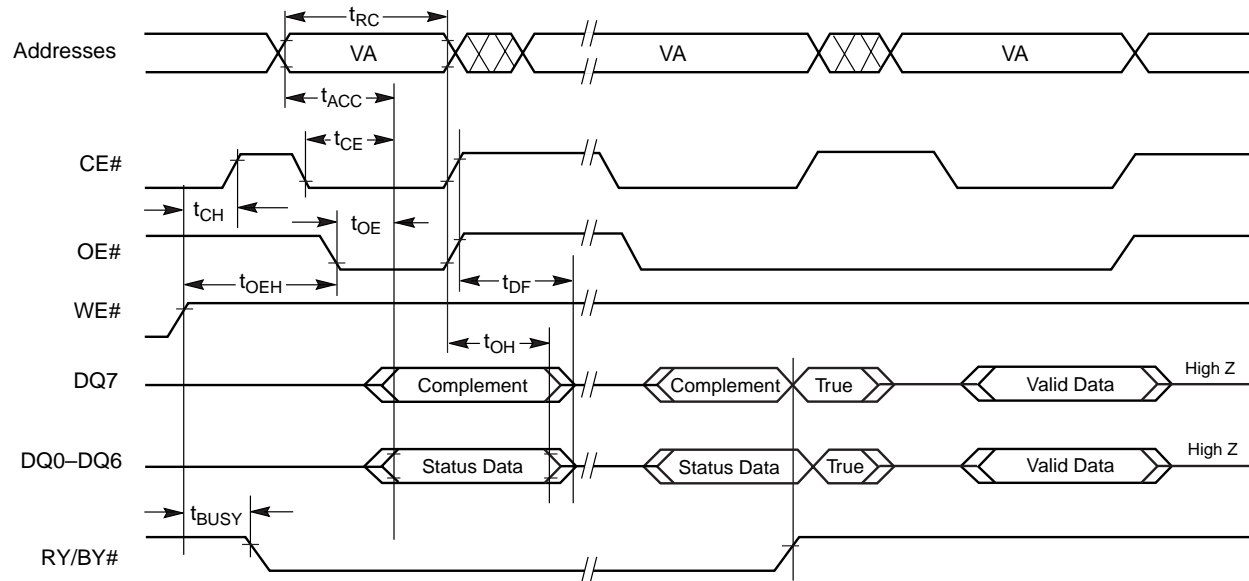 tRC
Addresses VA VA VA
tACC
tCE
CE#
tCH tOE
OE#
tOEH tDF
WE#
tOH
DQ7 Complement Complement True Valid Data High Z
DQ0–DQ6 Status Data Status Data True Valid Data High Z
tBUSY
RY/BY#